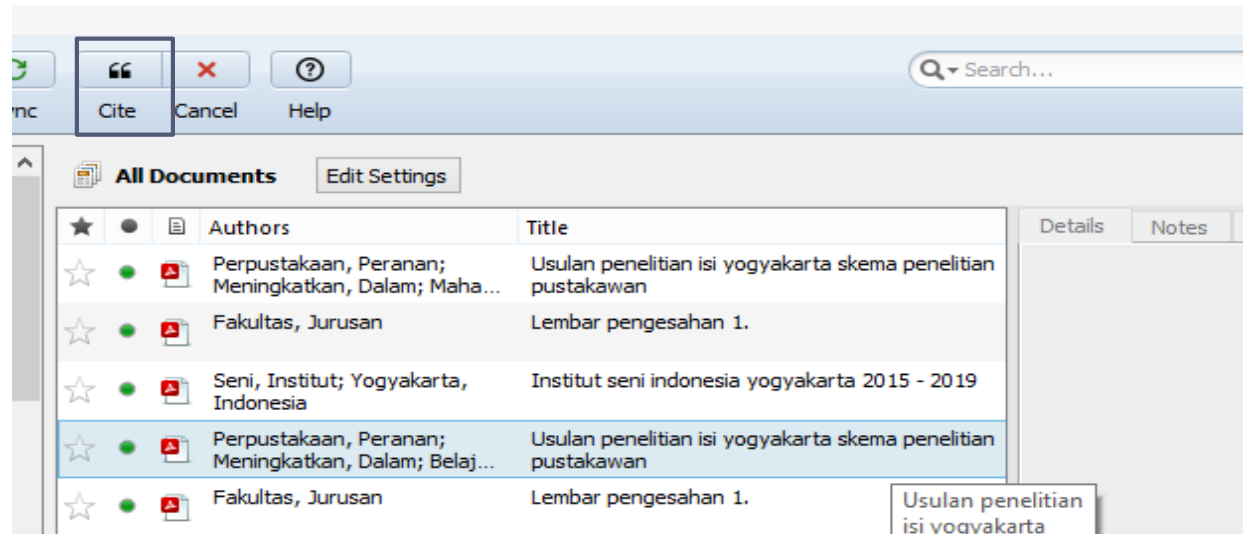 Search...
Cite Cancel Help
All Documents Edit Settings
Authors Title Details Notes
Perpustakaan, Peranan; Usulan penelitian isi yogyakarta skema penelitian
Meningkatkan, Dalam; Maha... pustakawan
Fakultas, Jurusan Lembar pengesahan 1.
Seni, Institut; Yogyakarta, Institut seni indonesia yogyakarta 2015 - 2019
Indonesia
Perpustakaan, Peranan; Usulan penelitian isi yogyakarta skema penelitian
Meningkatkan, Dalam; Belaj... pustakawan
Fakultas, Jurusan Lembar pengesahan 1.
Usulan penelitian
isi yogyakarta